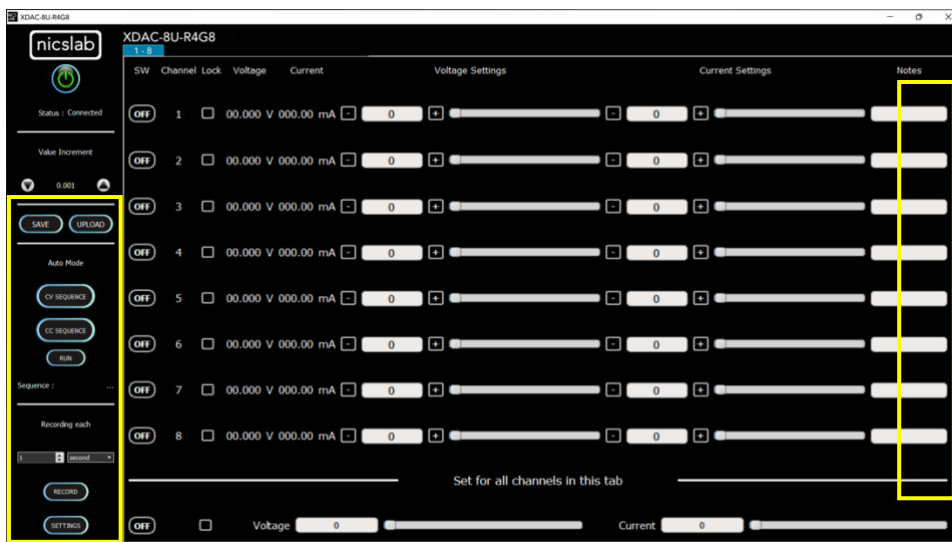 XDAC-8U-R4G8
nicslab
Status : Connected
Value Increment
0.001
SAVE UPLOAD
Auto Mode
CV SEQUENCE
CC SEQUENCE
RUN
Sequence : ...
Recording each
1 second
RECORD
SETTINGS
XDAC-8U-R4G8
1 - 8
SW Channel Lock Voltage Current Voltage Settings Current Settings Notes
OFF 1 00.000 V 000.00 mA - 0 + - 0 +
OFF 2 00.000 V 000.00 mA - 0 + - 0 +
OFF 3 00.000 V 000.00 mA - 0 + - 0 +
OFF 4 00.000 V 000.00 mA - 0 + - 0 +
OFF 5 00.000 V 000.00 mA - 0 + - 0 +
OFF 6 00.000 V 000.00 mA - 0 + - 0 +
OFF 7 00.000 V 000.00 mA - 0 + - 0 +
OFF 8 00.000 V 000.00 mA - 0 + - 0 +
Set for all channels in this tab
OFF Voltage 0 Current 0